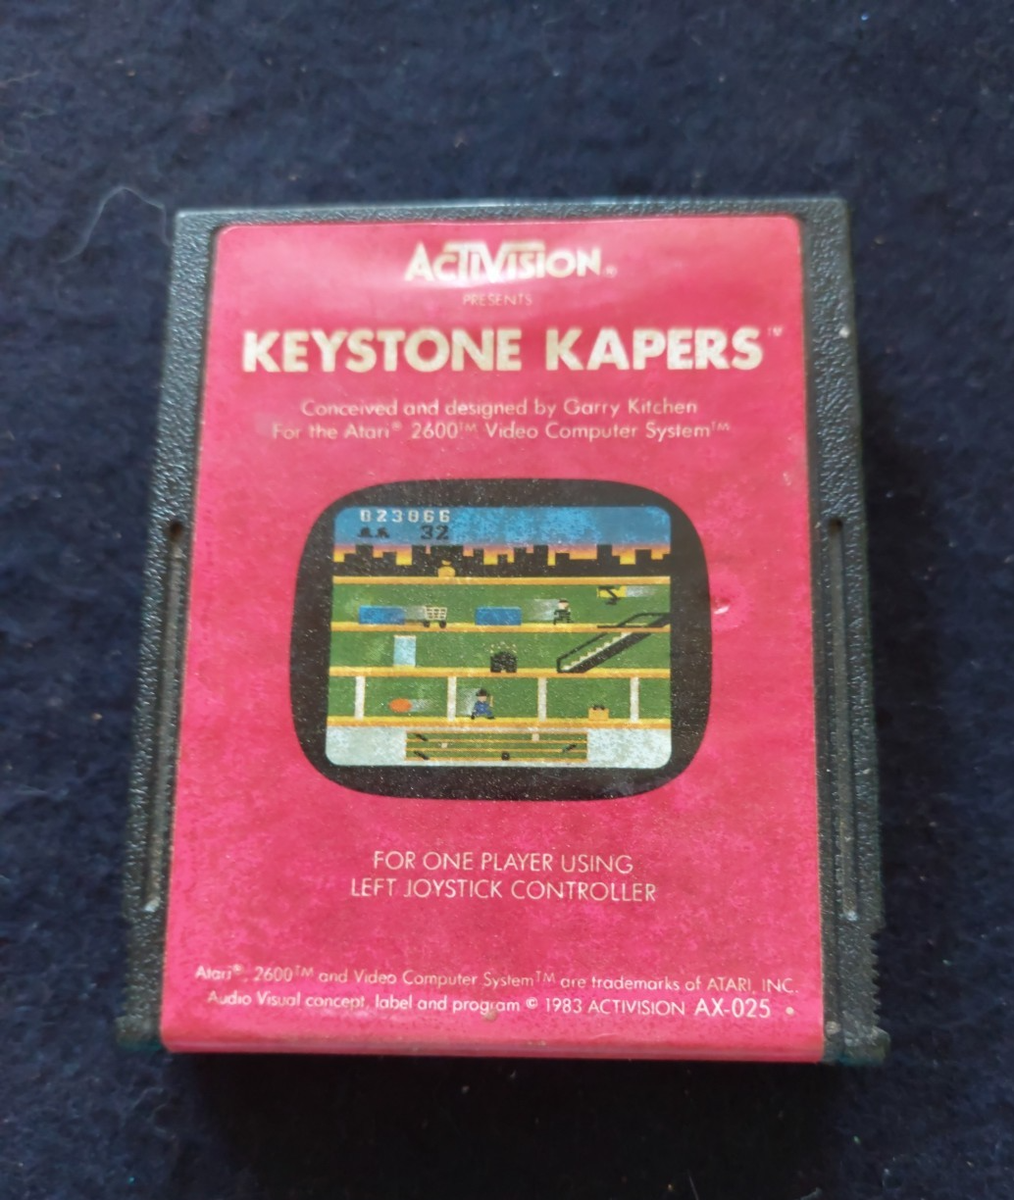 ACTIVISION®
PRESENTS
KEYSTONE KAPERS™
Conceived and designed by Garry Kitchen
For the Atari® 2600™ Video Computer System™
023066
32
FOR ONE PLAYER USING
LEFT JOYSTICK CONTROLLER
Atari®, 2600™ and Video Computer System™ are trademarks of ATARI, INC.
Audio Visual concept, label and program © 1983 ACTIVISION AX-025